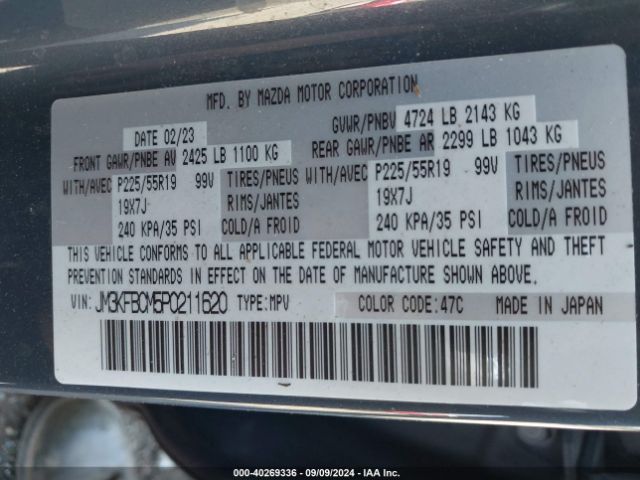 MFD. BY MAZDA MOTOR CORPORATION
DATE 02/23 GVWR/PNBV 4724 LB 2143 KG
FRONT GAWR/PNBE AV 2425 LB 1100 KG REAR GAWR/PNBE AR 2299 LB 1043 KG
WITH/AVEC P225/55R19 99V TIRES/PNEUS WITH/AVEC P225/55R19 99V TIRES/PNEUS
19X7J RIMS/JANTES 19X7J RIMS/JANTES
240 KPA/35 PSI COLD/A FROID 240 KPA/35 PSI COLD/A FROID
THIS VEHICLE CONFORMS TO ALL APPLICABLE FEDERAL MOTOR VEHICLE SAFETY AND THEFT
PREVENTION STANDARDS IN EFFECT ON THE DATE OF MANUFACTURE SHOWN ABOVE.
VIN: JM3KFBCM5P0211620 TYPE:MPV COLOR CODE:47C MADE IN JAPAN
000-40269336 - 09/09/2024 - IAA Inc.